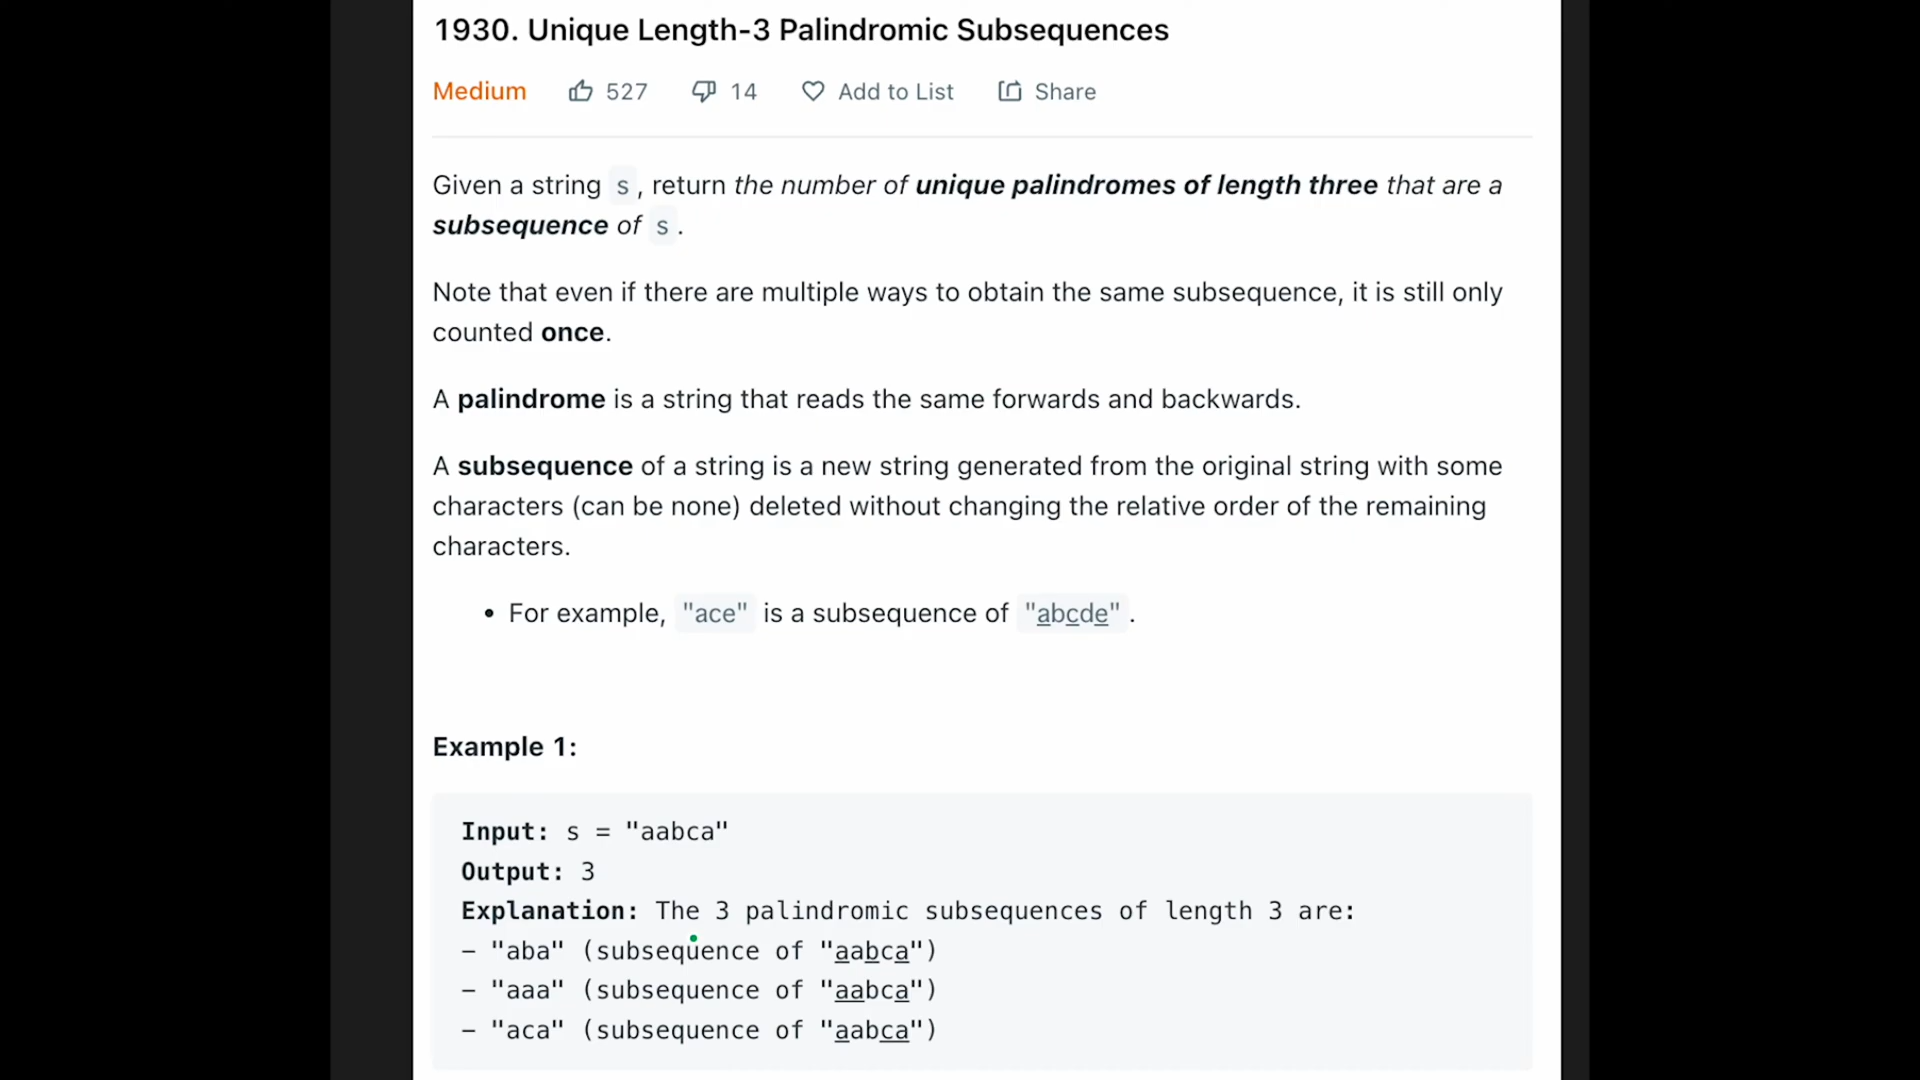 1930. Unique Length-3 Palindromic Subsequences
Medium 527 14 Add to List Share
Given a string s, return the number of unique palindromes of length three that are a
subsequence of s.
Note that even if there are multiple ways to obtain the same subsequence, it is still only
counted once.
A palindrome is a string that reads the same forwards and backwards.
A subsequence of a string is a new string generated from the original string with some
characters (can be none) deleted without changing the relative order of the remaining
characters.
• For example, "ace" is a subsequence of "abcde".
Example 1:
Input: s = "aabca"
Output: 3
Explanation: The 3 palindromic subsequences of length 3 are:
– "aba" (subsequence of "aabca")
– "aaa" (subsequence of "aabca")
– "aca" (subsequence of "aabca")